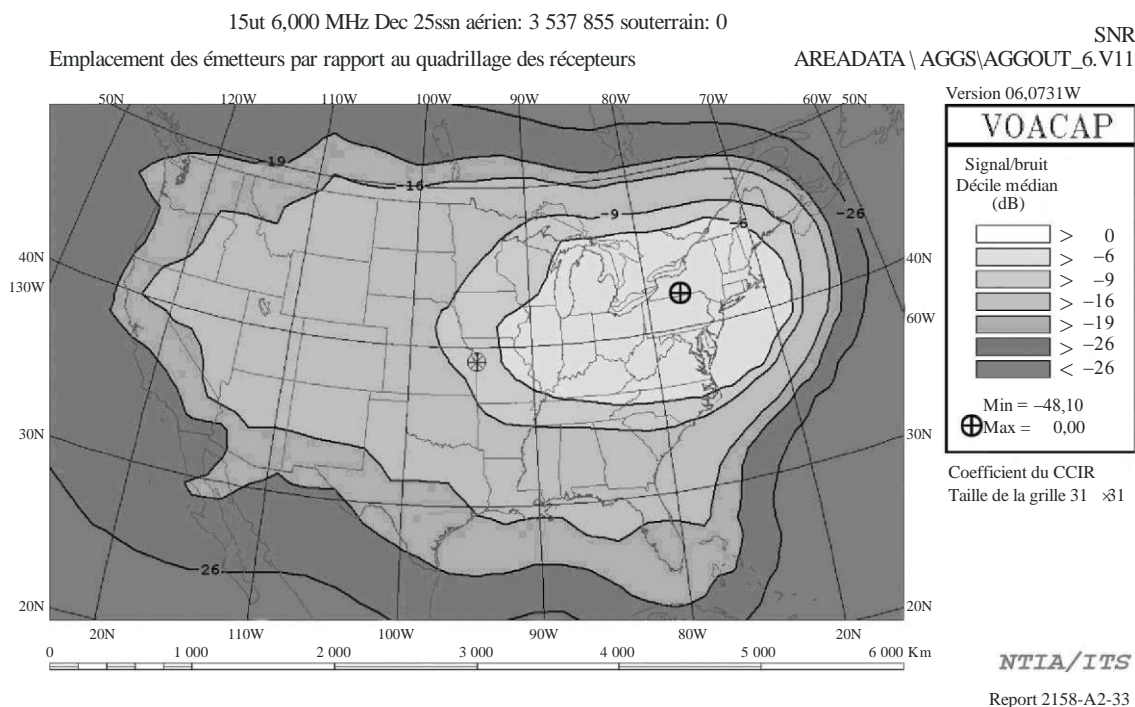 15ut 6,000 MHz Dec 25ssn aérien: 3 537 855 souterrain: 0
SNR
Emplacement des émetteurs par rapport au quadrillage des récepteurs
AREADATA \ AGGS\AGGOUT_6.V11
50N 120W 110W 100W 90W 80W 70W 60W 50N
-19
-16
-9
-6
-26
40N
130W
30N
20N
40N
60W
30N
20N
-26
20N 110W 100W 90W 80W 20N
0 1 000 2 000 3 000 4 000 5 000 6 000 Km
Version 06,0731W
VOACAP
Signal/bruit
Décile médian
(dB)
> 0
> −6
> −9
> −16
> −19
> −26
< −26
Min = −48,10
Max = 0,00
Coefficient du CCIR
Taille de la grille 31 ×31
NTIA/ITS
Report 2158-A2-33